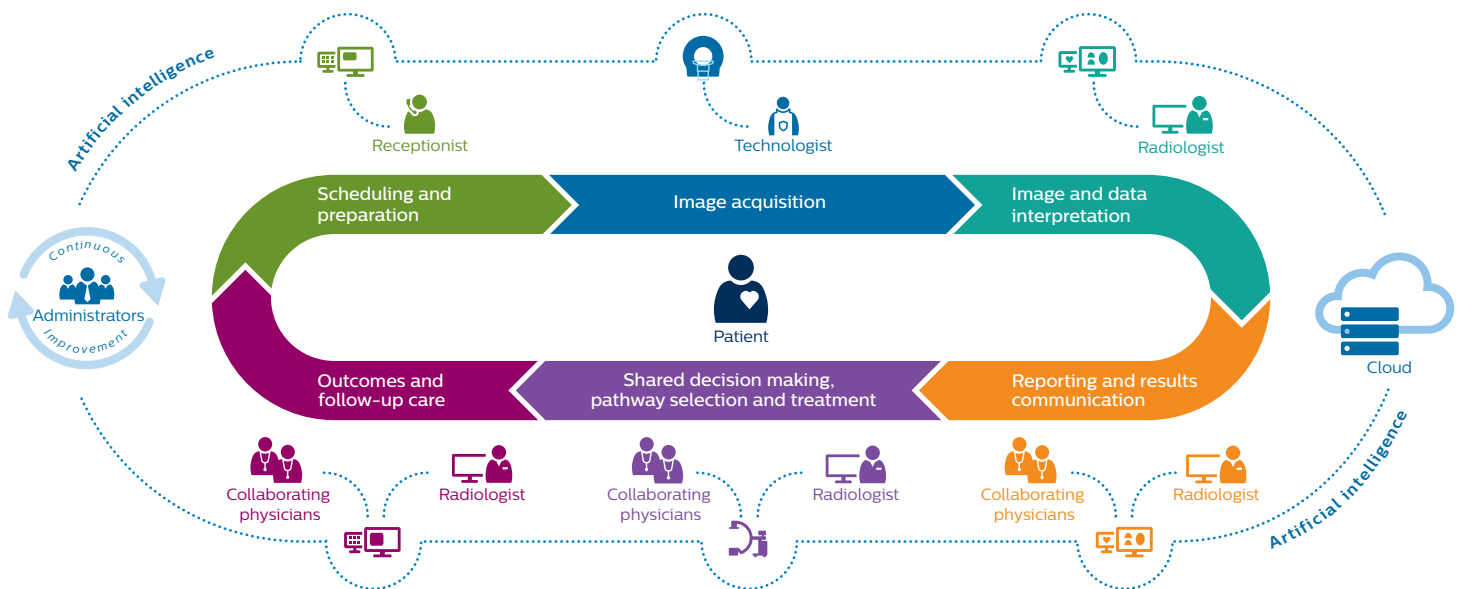 Artificial intelligence
Receptionist
Technologist
Radiologist
Scheduling and
preparation
Image acquisition
Image and data
interpretation
Continuous
Administrators
Improvement
Patient
Cloud
Outcomes and
follow-up care
Shared decision making,
pathway selection and treatment
Reporting and results
communication
Collaborating
physicians
Radiologist
Collaborating
physicians
Radiologist
Collaborating
physicians
Radiologist
Artificial intelligence